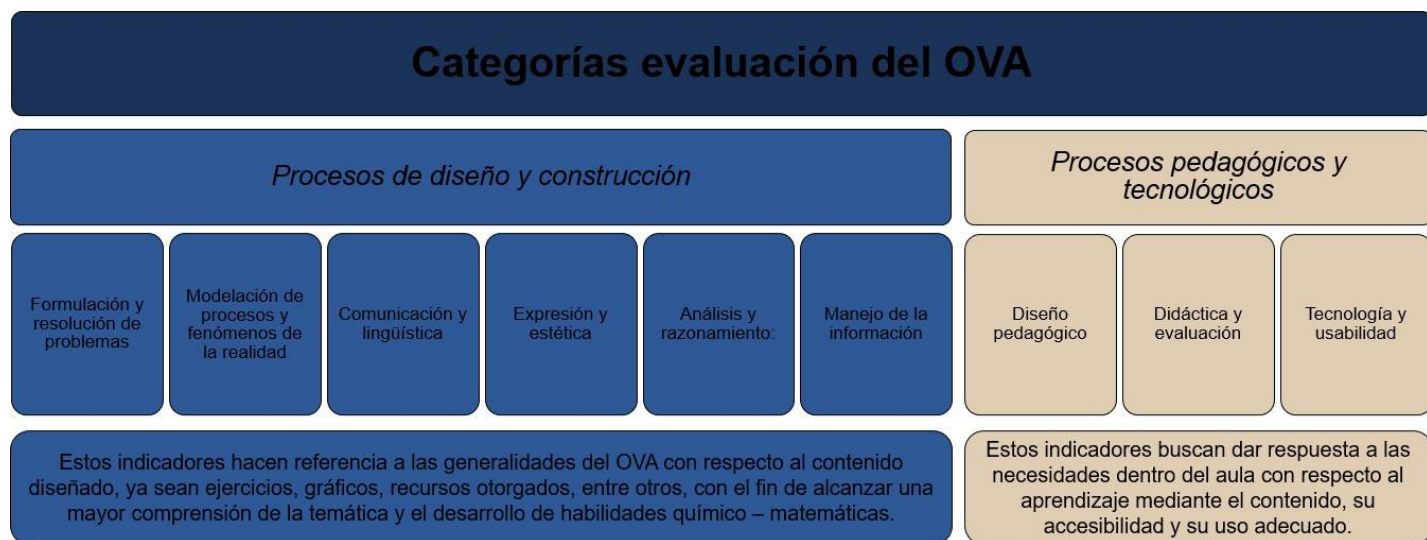 Categorías evaluación del OVA
Procesos de diseño y construcción
Procesos pedagógicos y
tecnológicos
Formulación y
resolución de
problemas
Modelación de
procesos y
fenómenos de
la realidad
Comunicación y
lingüística
Expresión y
estética
Análisis y
razonamiento:
Manejo de la
información
Diseño
pedagógico
Didáctica y
evaluación
Tecnología y
usabilidad
Estos indicadores hacen referencia a las generalidades del OVA con respecto al contenido
diseñado, ya sean ejercicios, gráficos, recursos otorgados, entre otros, con el fin de alcanzar una
mayor comprensión de la temática y el desarrollo de habilidades químico – matemáticas.
Estos indicadores buscan dar respuesta a las
necesidades dentro del aula con respecto al
aprendizaje mediante el contenido, su
accesibilidad y su uso adecuado.